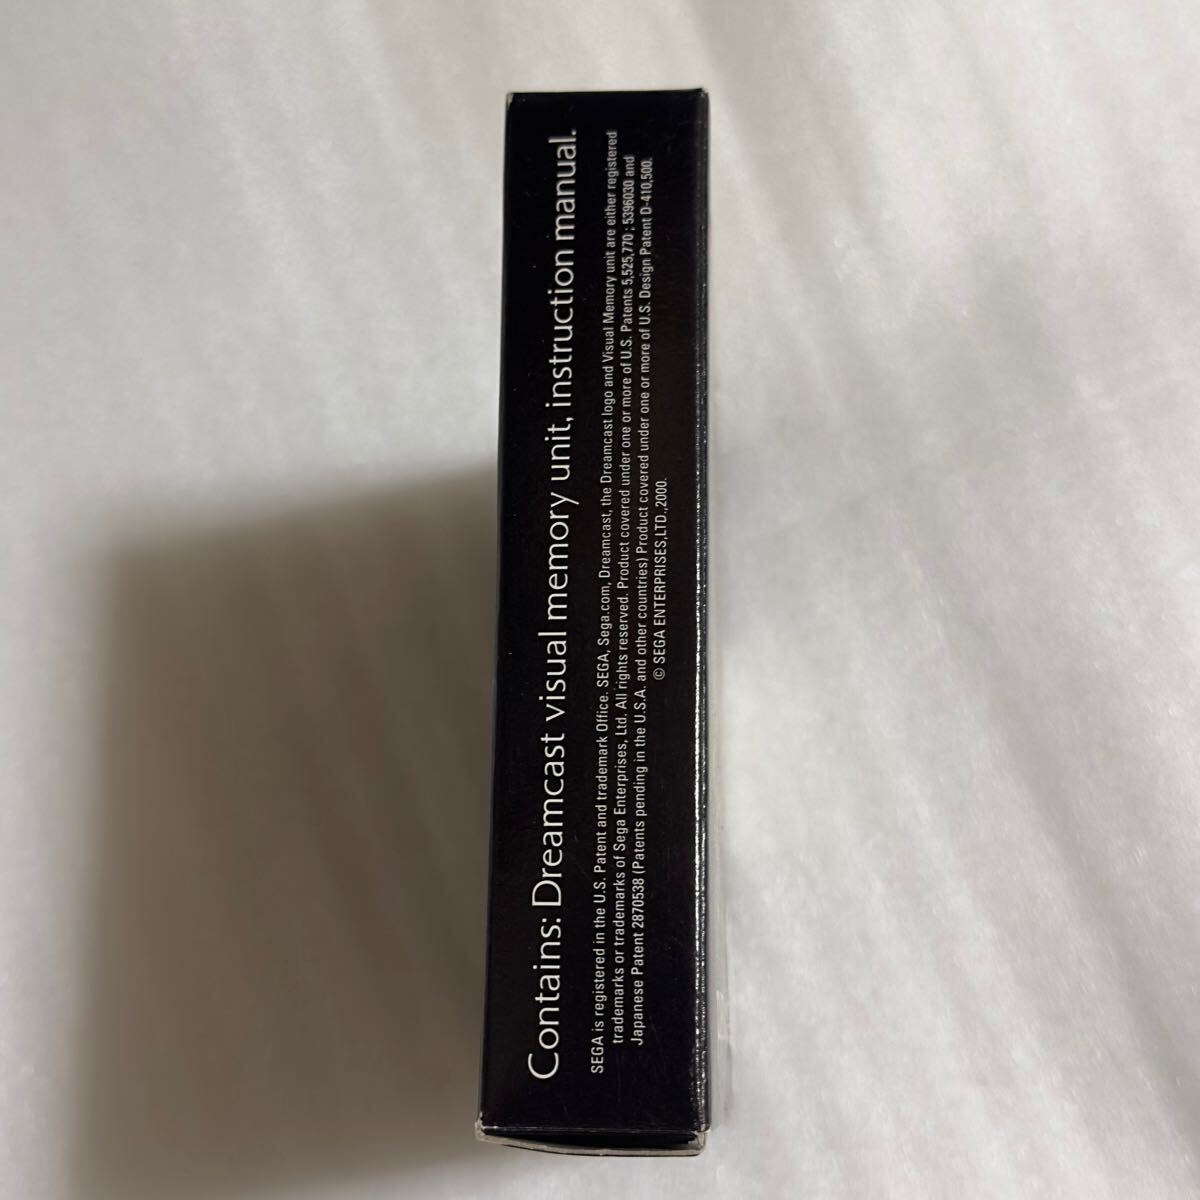 Contains: Dreamcast visual memory unit, instruction manual.
SEGA is registered in the U.S. Patent and trademark Office. SEGA, Sega.com, Dreamcast, the Dreamcast logo and Visual Memory unit are either registered
trademarks or trademarks of Sega Enterprises, Ltd. All rights reserved. Product covered under one or more of U.S. Patents 5,525,770 ; 5396030 and
Japanese Patent 2870538 (Patents pending in the U.S.A. and other countries) Product covered under one or more of U.S. Design Patent D-410,500.
© SEGA ENTERPRISES,LTD.,2000.